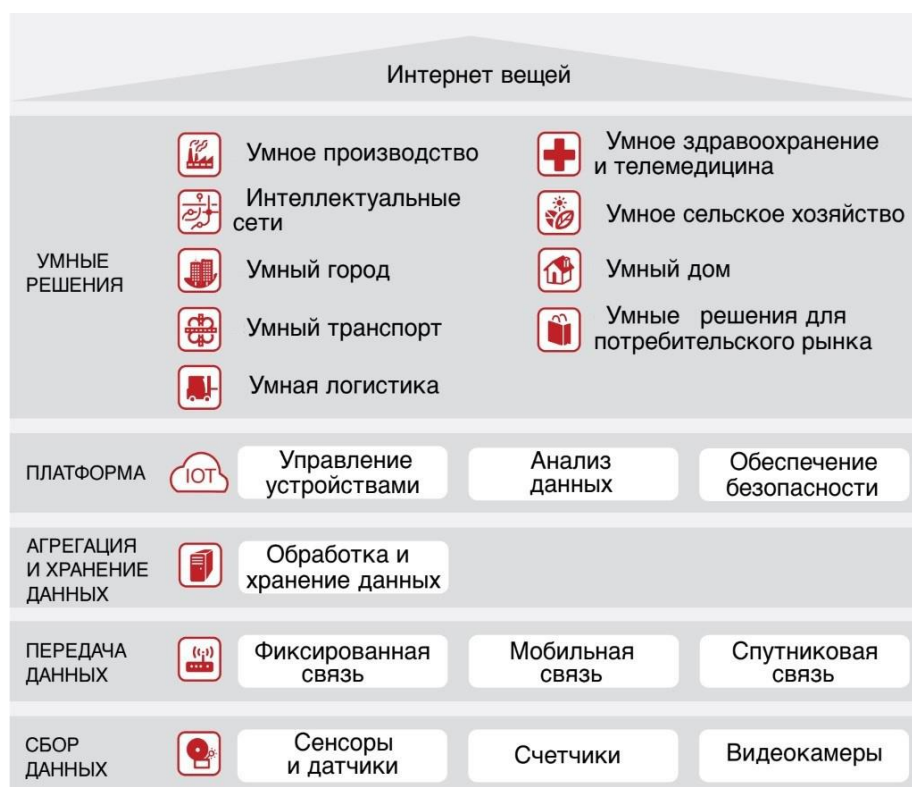 Интернет вещей
УМНЫЕ
РЕШЕНИЯ
Умное производство
Интеллектуальные
сети
Умный город
Умный транспорт
Умная логистика
Умное здравоохранение
и телемедицина
Умное сельское хозяйство
Умный дом
Умные решения для
потребительского рынка
ПЛАТФОРМА
IOT
Управление
устройствами
Анализ
данных
Обеспечение
безопасности
АГРЕГАЦИЯ
И ХРАНЕНИЕ
ДАННЫХ
Обработка и
хранение данных
ПЕРЕДАЧА
ДАННЫХ
Фиксированная
связь
Мобильная
связь
Спутниковая
связь
СБОР
ДАННЫХ
Сенсоры
и датчики
Счетчики
Видеокамеры